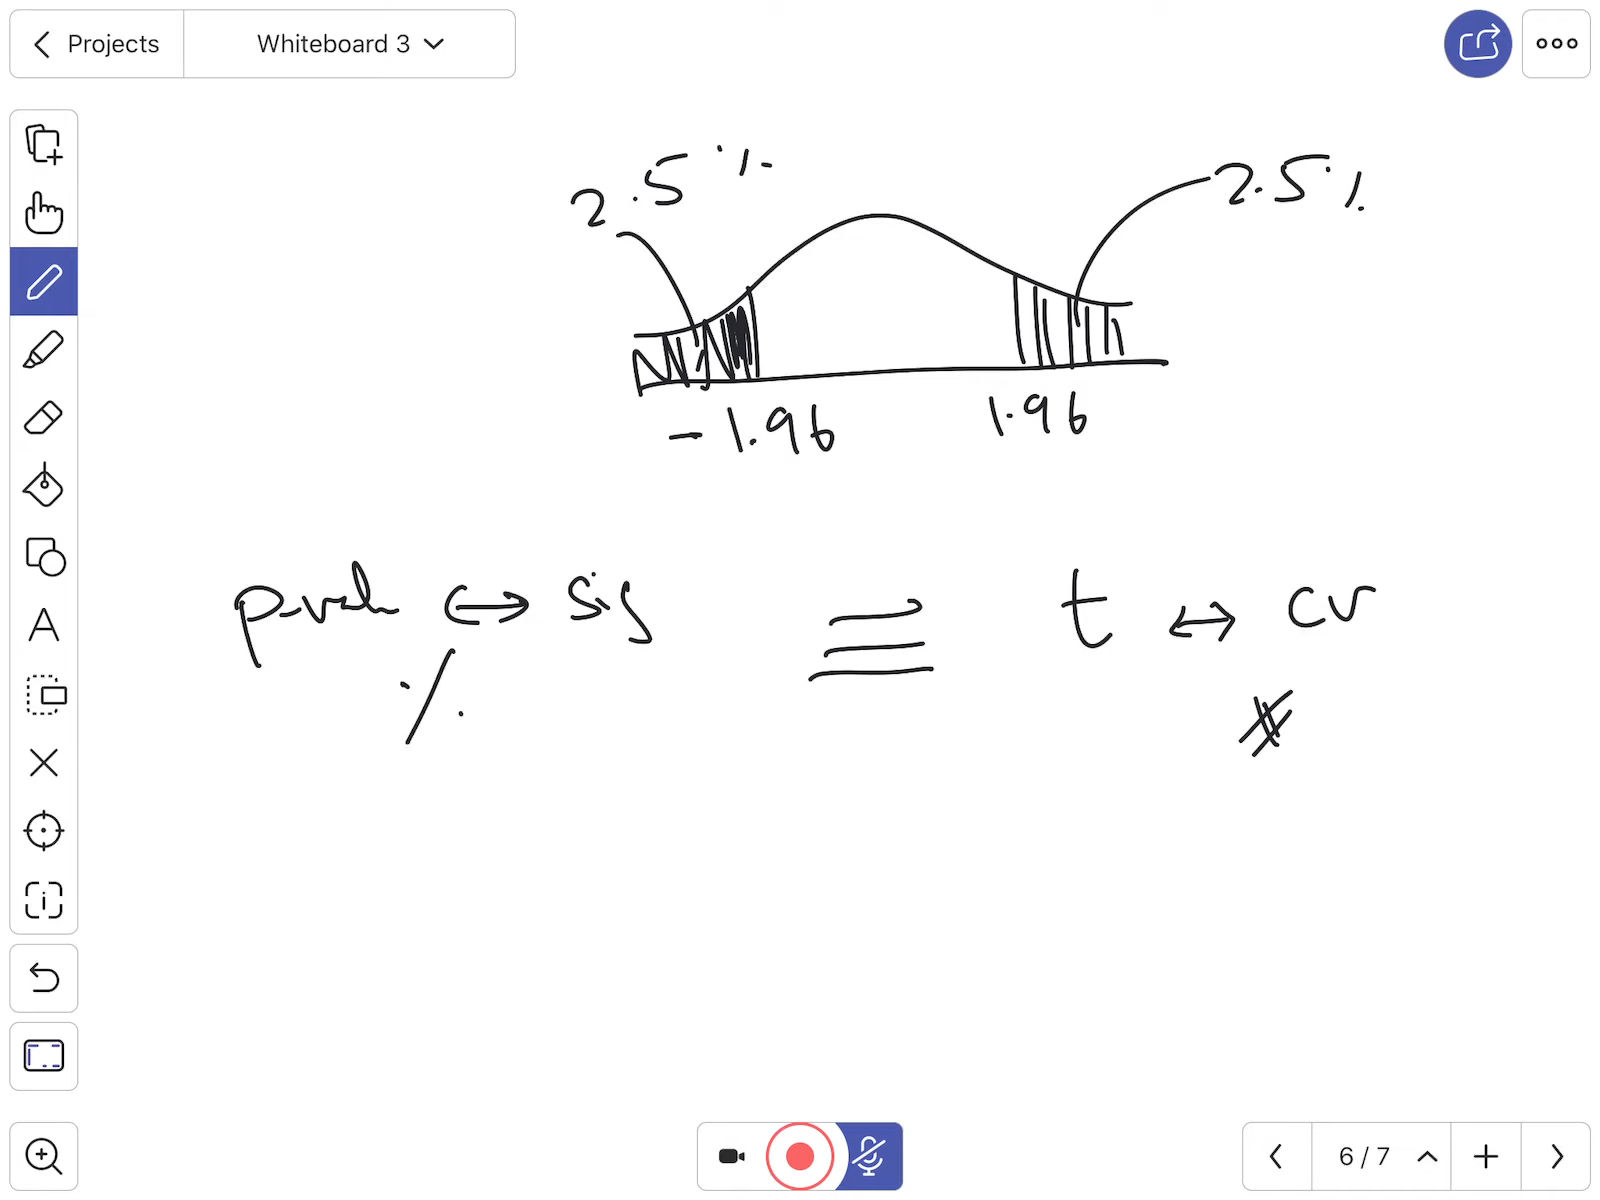 Projects
Whiteboard 3
2.5 %
2.5 %
-1.96
1.96
p-val ↔ sig ≡ t ↔ cv
% #
A
6 / 7